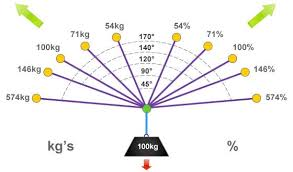 54kg 54%
71kg 170° 71%
100kg 140° 100%
146kg 120° 146%
90°
574kg 45° 574%
kg's 100kg %